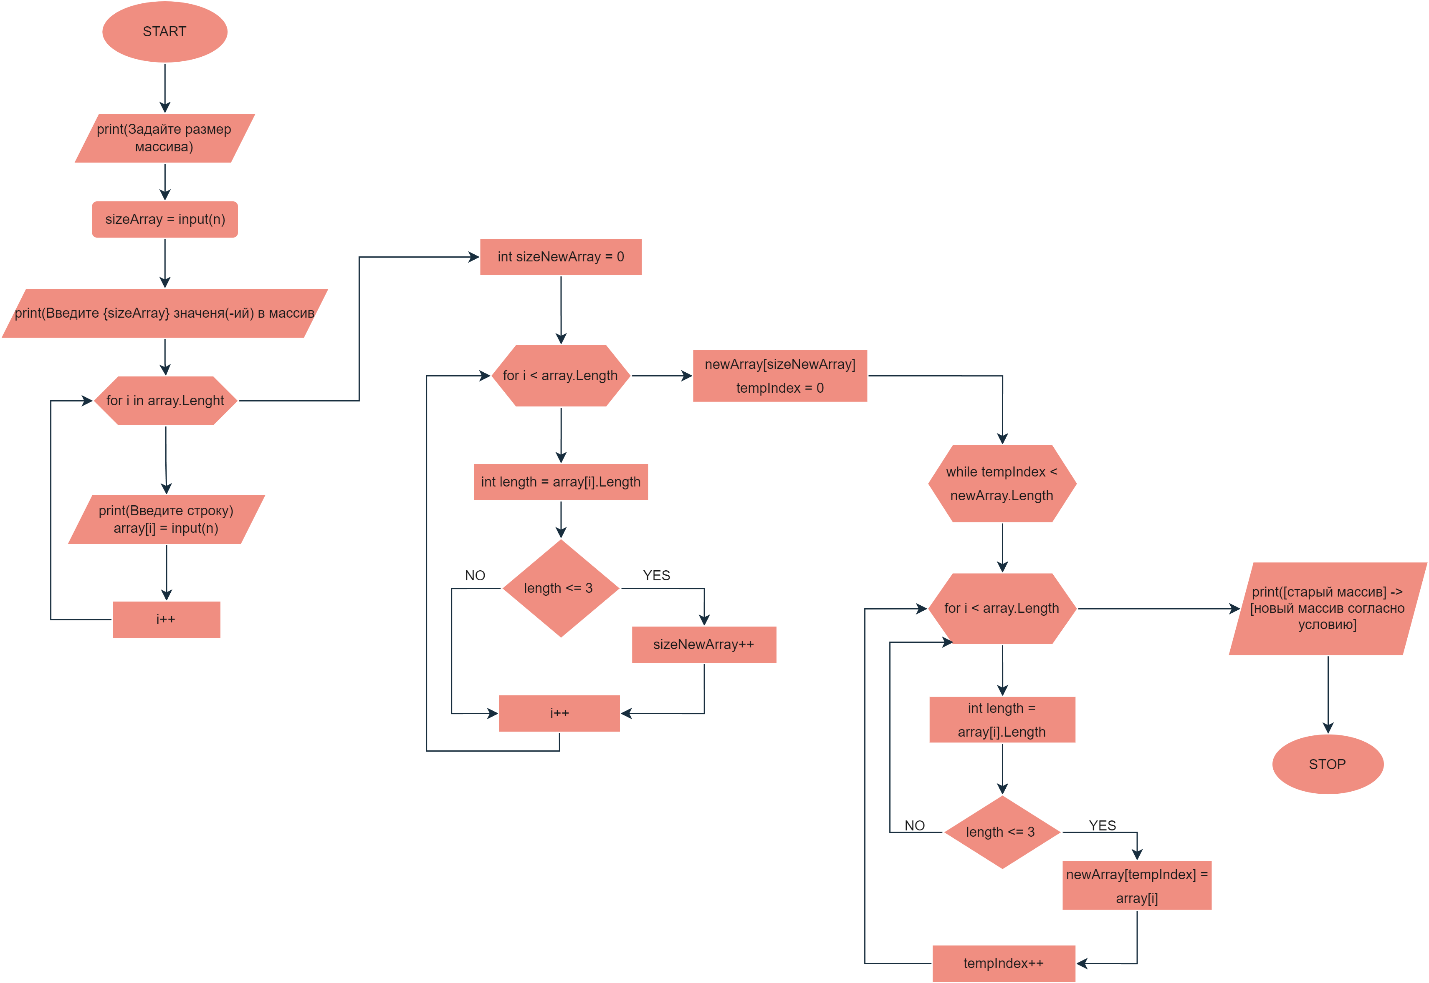 START
print(Задайте размер
массива)
sizeArray = input(n)
print(Введите {sizeArray} значеня(-ий) в массив
for i in array.Lenght
print(Введите строку)
array[i] = input(n)
i++
int sizeNewArray = 0
for i < array.Length
int length = array[i].Length
length <= 3
NO
YES
sizeNewArray++
i++
newArray[sizeNewArray]
tempIndex = 0
while tempIndex <
newArray.Length
for i < array.Length
int length =
array[i].Length
length <= 3
NO
YES
newArray[tempIndex] =
array[i]
tempIndex++
print([старый массив] ->
[новый массив согласно
условию]
STOP